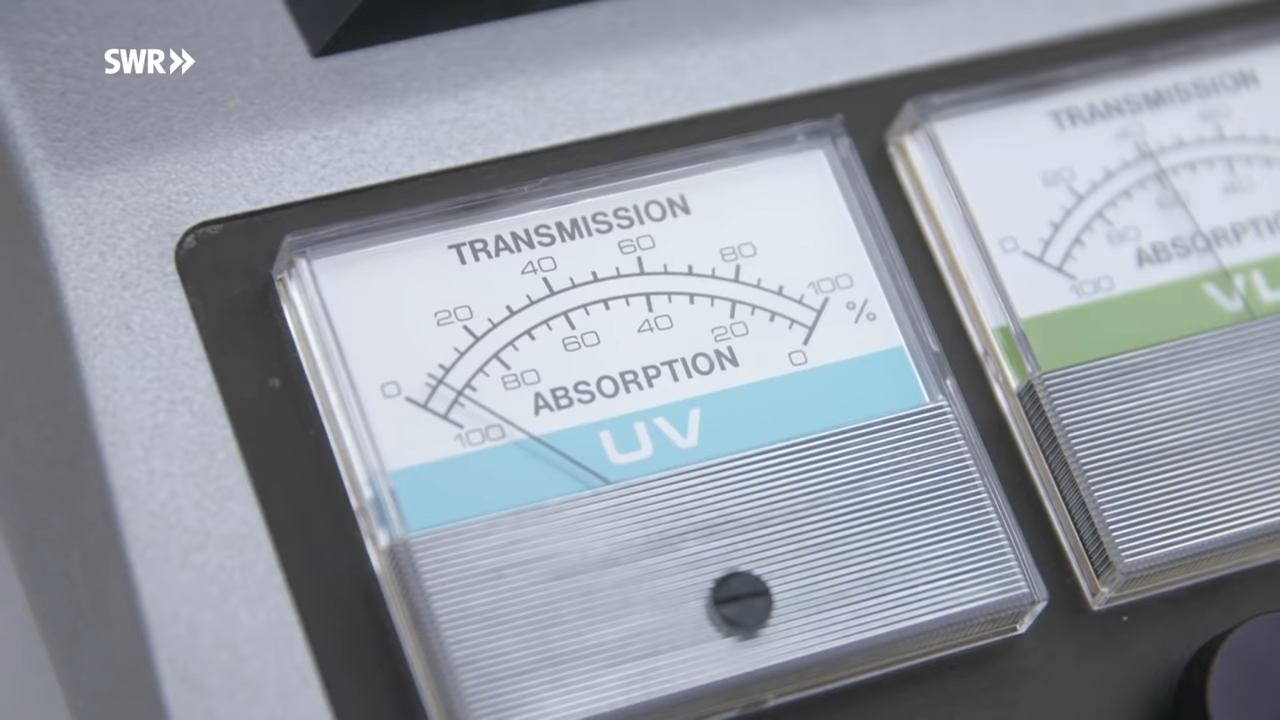 SWR
TRANSMISSION
0 20 40 60 80 100
%
100 80 60 40 20 0
ABSORPTION
UV
TRANSMISSION
0 20
60
100
ABSORPTI
VL